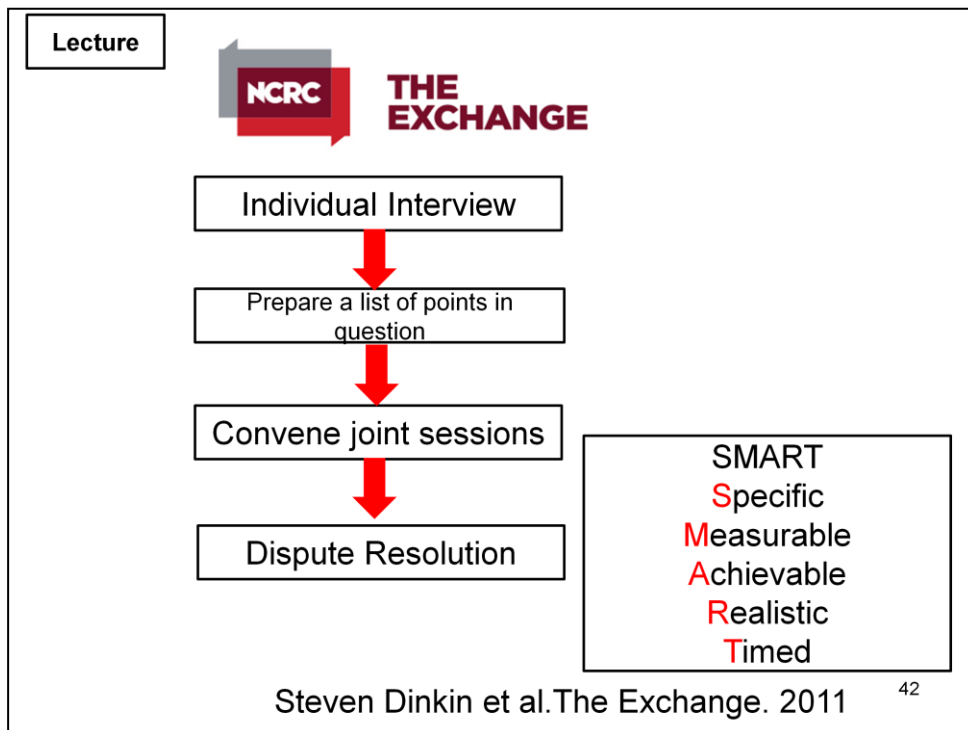 Lecture
NCRC
THE
EXCHANGE
Individual Interview
Prepare a list of points in
question
Convene joint sessions
Dispute Resolution
SMART
Specific
Measurable
Achievable
Realistic
Timed
Steven Dinkin et al.The Exchange. 2011
42